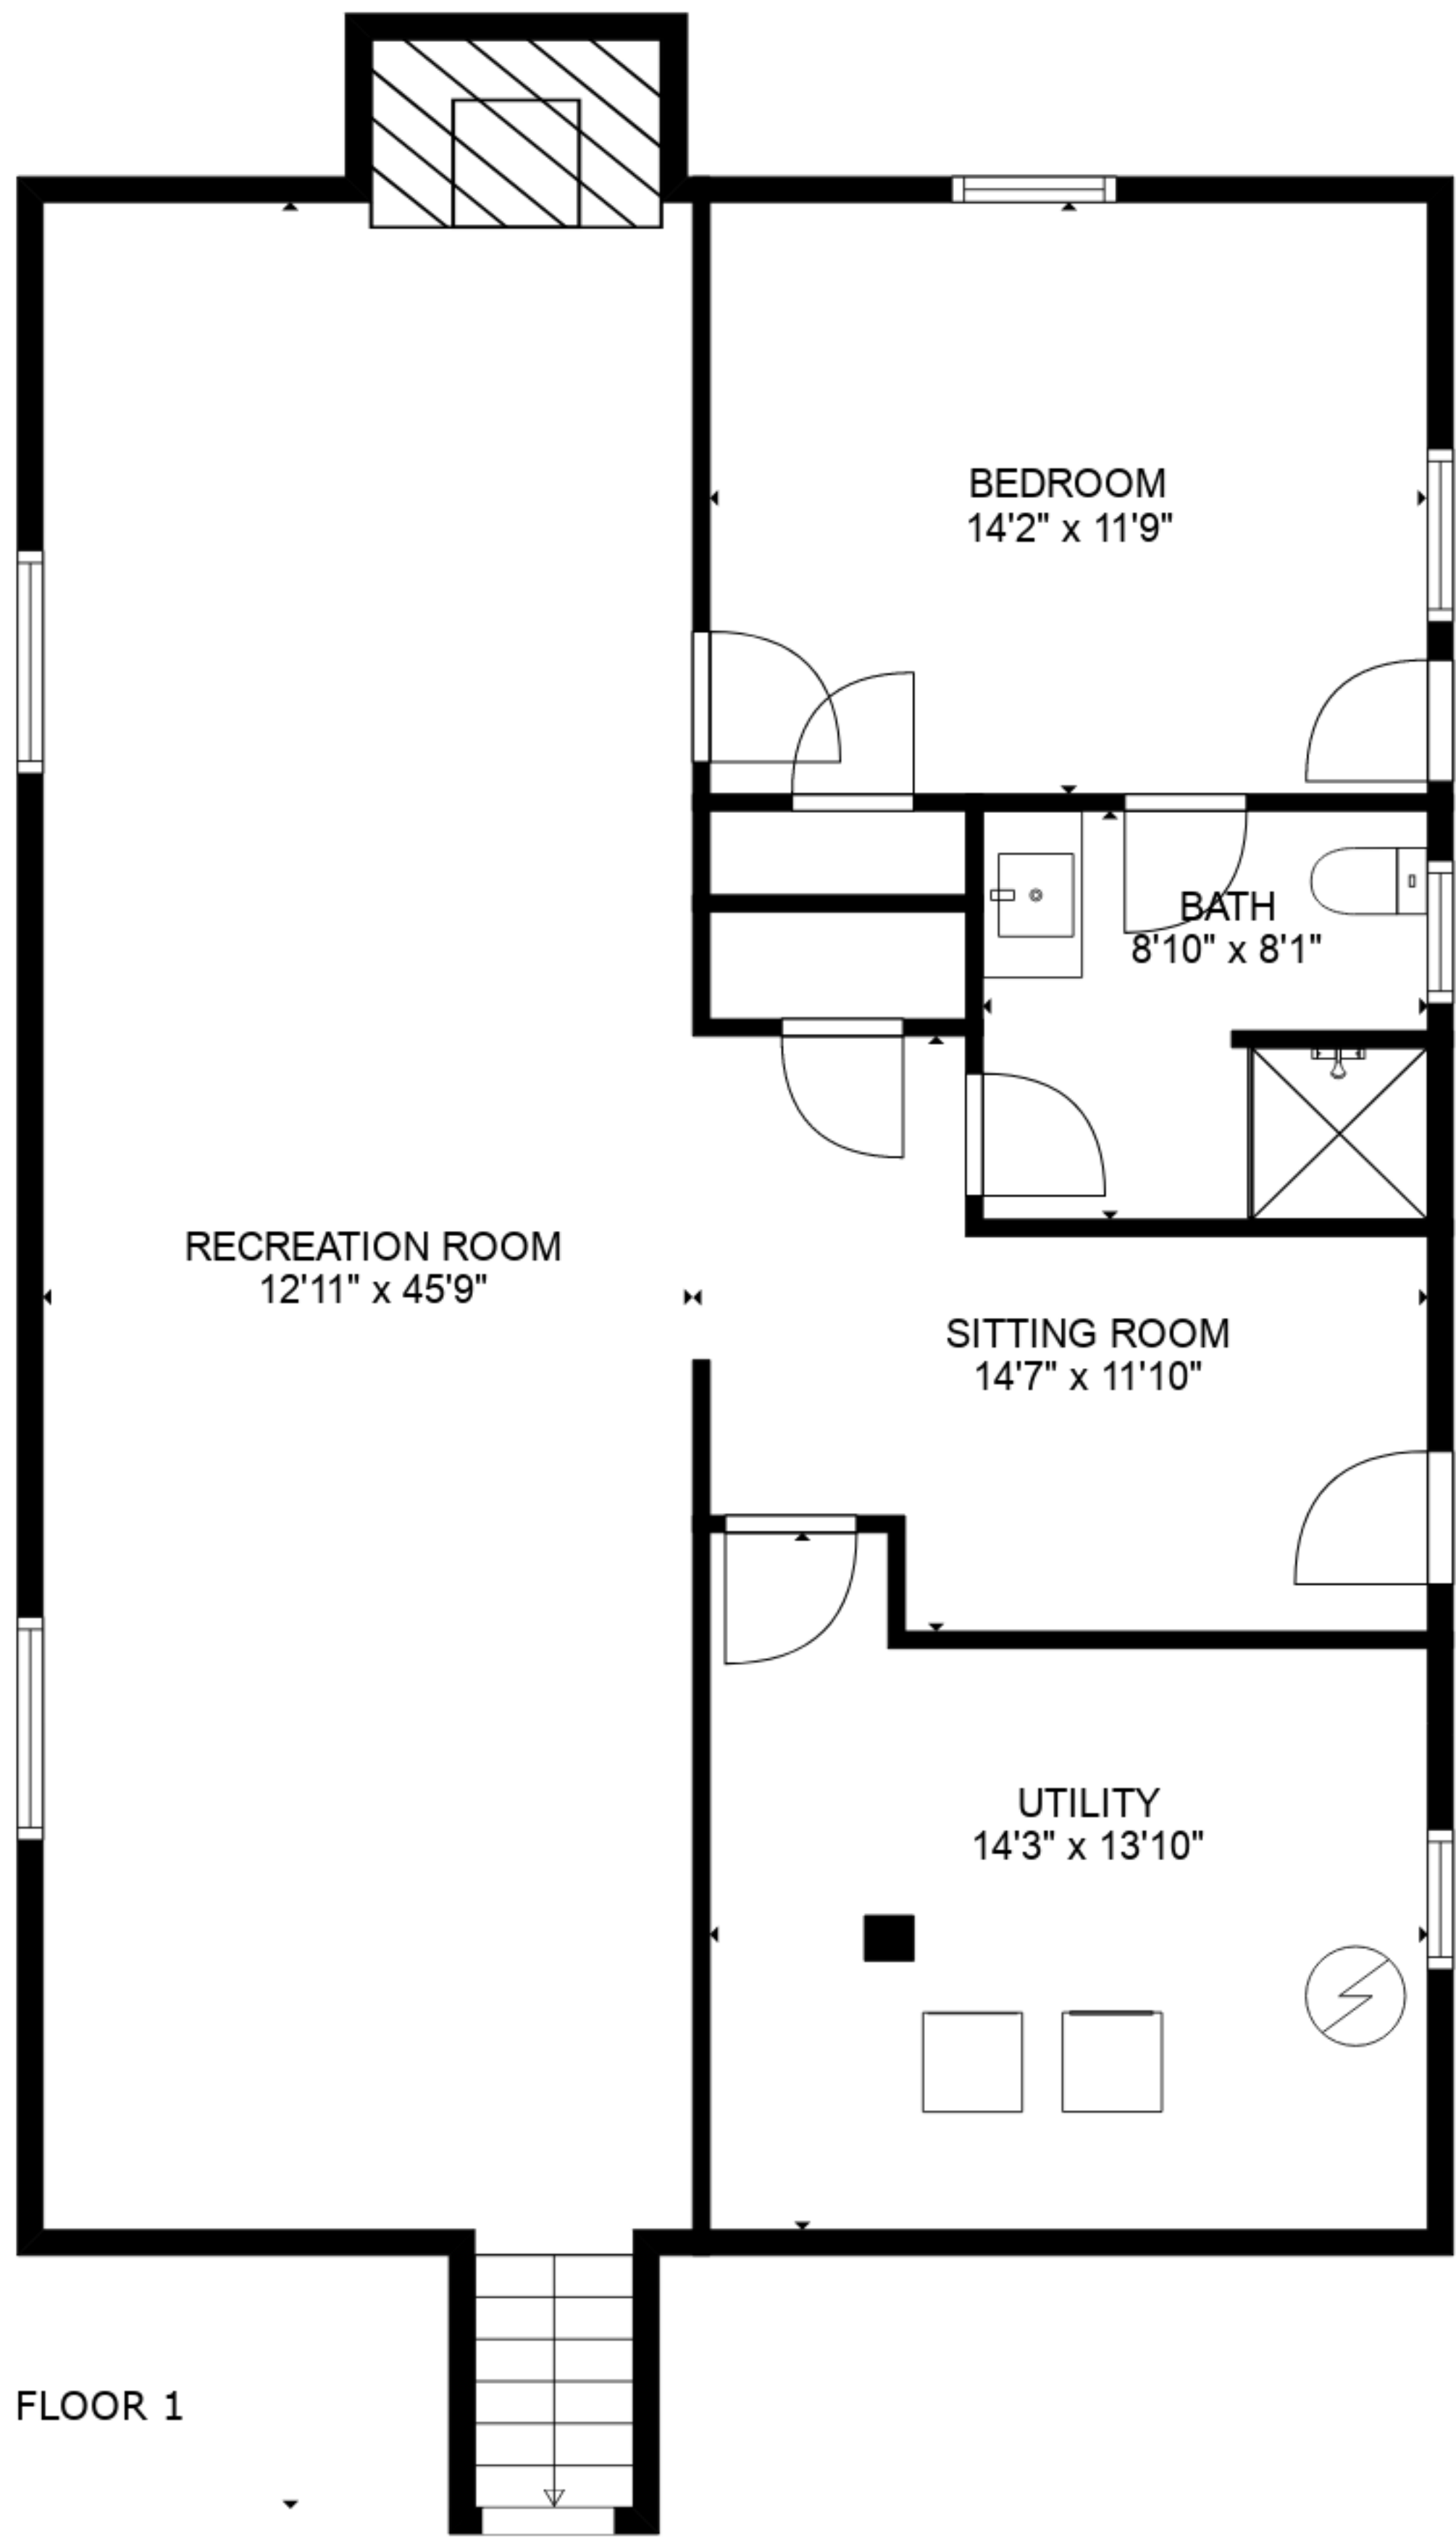 BEDROOM
14'2" x 11'9"
BATH
8'10" x 8'1"
RECREATION ROOM
12'11" x 45'9"
SITTING ROOM
14'7" x 11'10"
UTILITY
14'3" x 13'10"
FLOOR 1